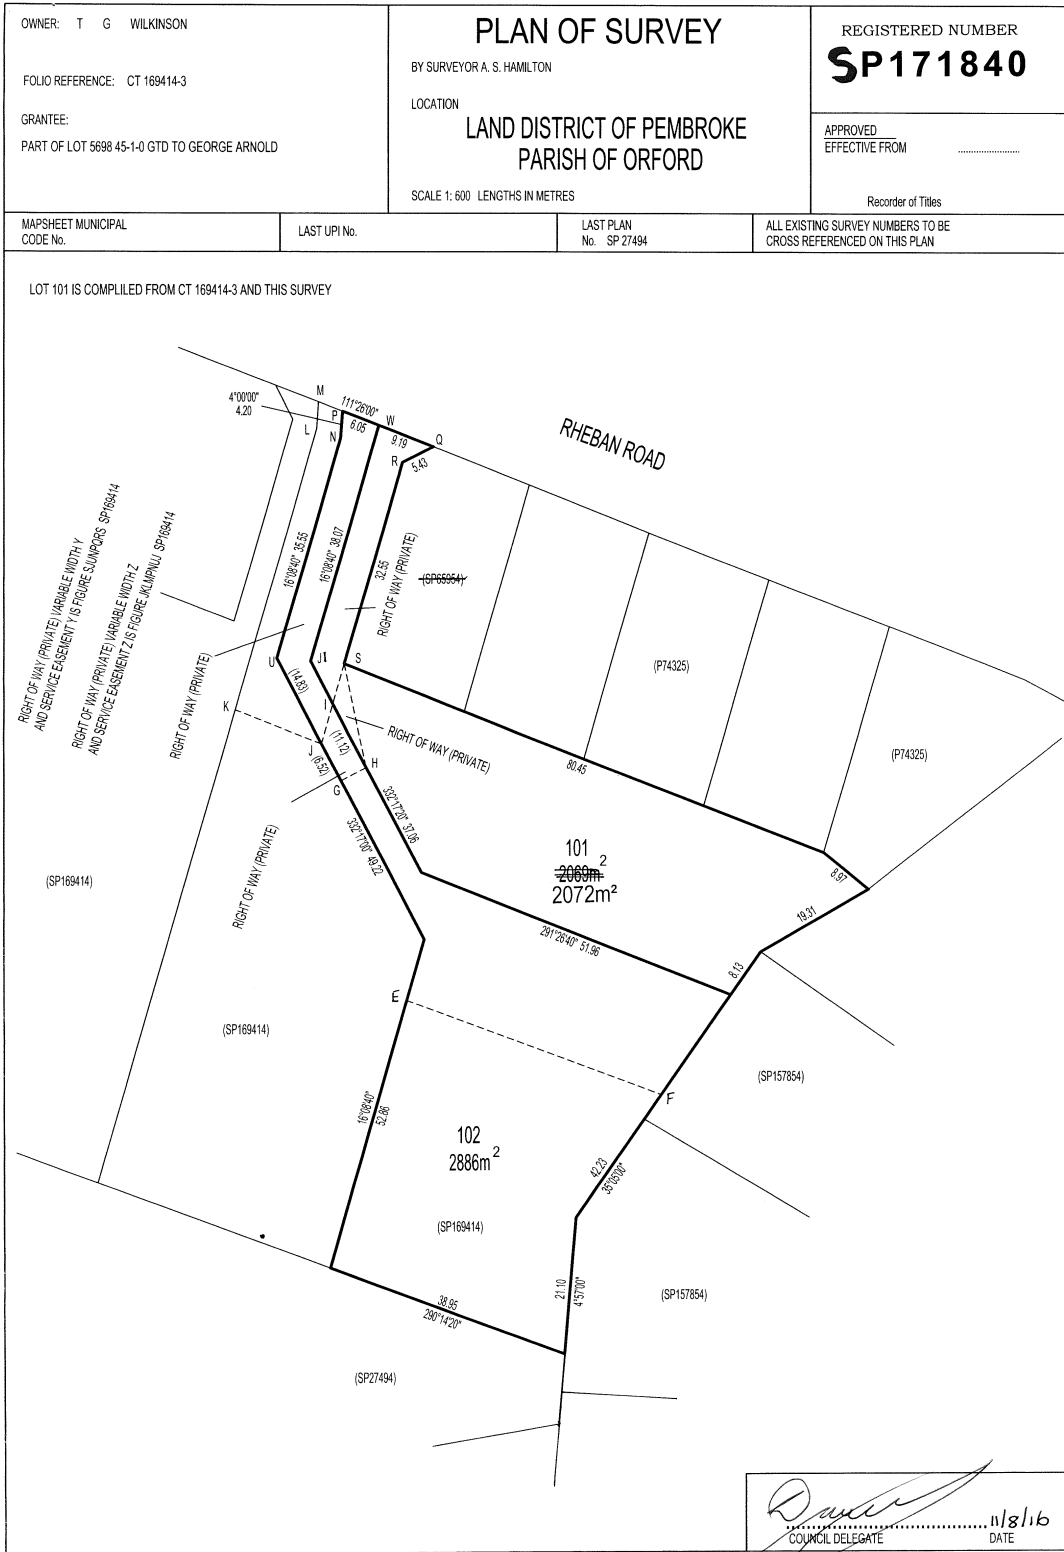 OWNER: T G WILKINSON
FOLIO REFERENCE: CT 169414-3
GRANTEE:
PART OF LOT 5698 45-1-0 GTD TO GEORGE ARNOLD
PLAN OF SURVEY
BY SURVEYOR A. S. HAMILTON
LOCATION
LAND DISTRICT OF PEMBROKE
PARISH OF ORFORD
SCALE 1: 600 LENGTHS IN METRES
REGISTERED NUMBER
SP171840
APPROVED
EFFECTIVE FROM ......................
Recorder of Titles
MAPSHEET MUNICIPAL
CODE No.
LAST UPI No.
LAST PLAN
No. SP 27494
ALL EXISTING SURVEY NUMBERS TO BE
CROSS REFERENCED ON THIS PLAN
LOT 101 IS COMPLILED FROM CT 169414-3 AND THIS SURVEY
M
4°00'00"
4.20
111°26'00"
P
6.05
W
9.19
Q
L
N
R
5.43
RHEBAN ROAD
RIGHT OF WAY (PRIVATE) VARIABLE WIDTH Y
AND SERVICE EASEMENT Y IS FIGURE SJUNPQRS SP169414
RIGHT OF WAY (PRIVATE) VARIABLE WIDTH Z
AND SERVICE EASEMENT Z IS FIGURE JKLMPNUJ SP169414
16°08'40" 35.55
16°08'40" 38.07
32.55
RIGHT OF WAY (PRIVATE)
(SP65954)
(P74325)
(P74325)
RIGHT OF WAY (PRIVATE)
U
J1
S
(14.83)
K
I
(11.12)
RIGHT OF WAY (PRIVATE)
J
(6.52)
H
G
80.45
332°17'20" 37.06
332°17'00" 49.22
RIGHT OF WAY (PRIVATE)
101
2069m2
2072m²
8.97
19.31
8.13
291°26'40" 51.96
(SP169414)
E
(SP169414)
F
(SP157854)
16°08'40"
52.86
102
2886m2
42.23
35°05'00"
(SP169414)
21.10
4°57'00"
(SP157854)
38.95
290°14'20"
(SP27494)
11/8/16
COUNCIL DELEGATE
DATE